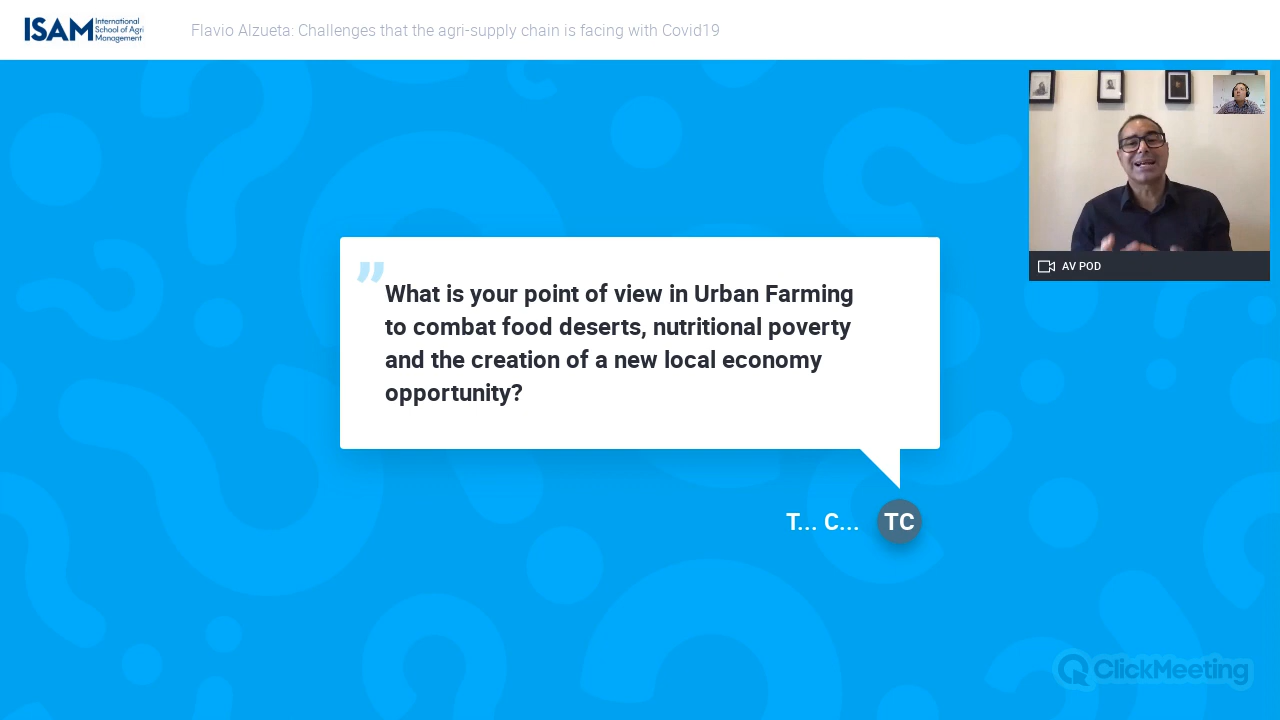 ISAM International
School of Agri
Management
Flavio Alzueta: Challenges that the agri-supply chain is facing with Covid19
AV POD
"
What is your point of view in Urban Farming
to combat food deserts, nutritional poverty
and the creation of a new local economy
opportunity?
T... C... TC
ClickMeeting